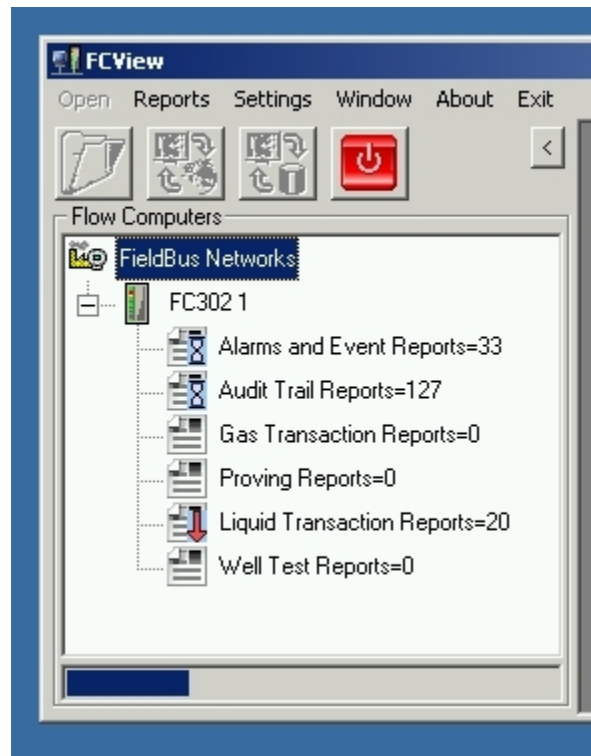 FCView
Open Reports Settings Window About Exit
<
Flow Computers
FieldBus Networks
FC302 1
Alarms and Event Reports=33
Audit Trail Reports=127
Gas Transaction Reports=0
Proving Reports=0
Liquid Transaction Reports=20
Well Test Reports=0